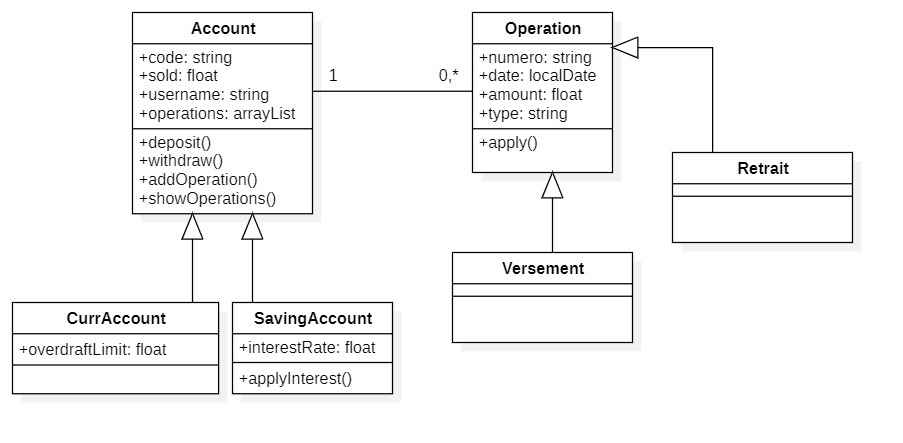 Account
+code: string
+sold: float
+username: string
+operations: arrayList
+deposit()
+withdraw()
+addOperation()
+showOperations()
1
0,*
Operation
+numero: string
+date: localDate
+amount: float
+type: string
+apply()
Retrait
Versement
CurrAccount
+overdraftLimit: float
SavingAccount
+interestRate: float
+applyInterest()